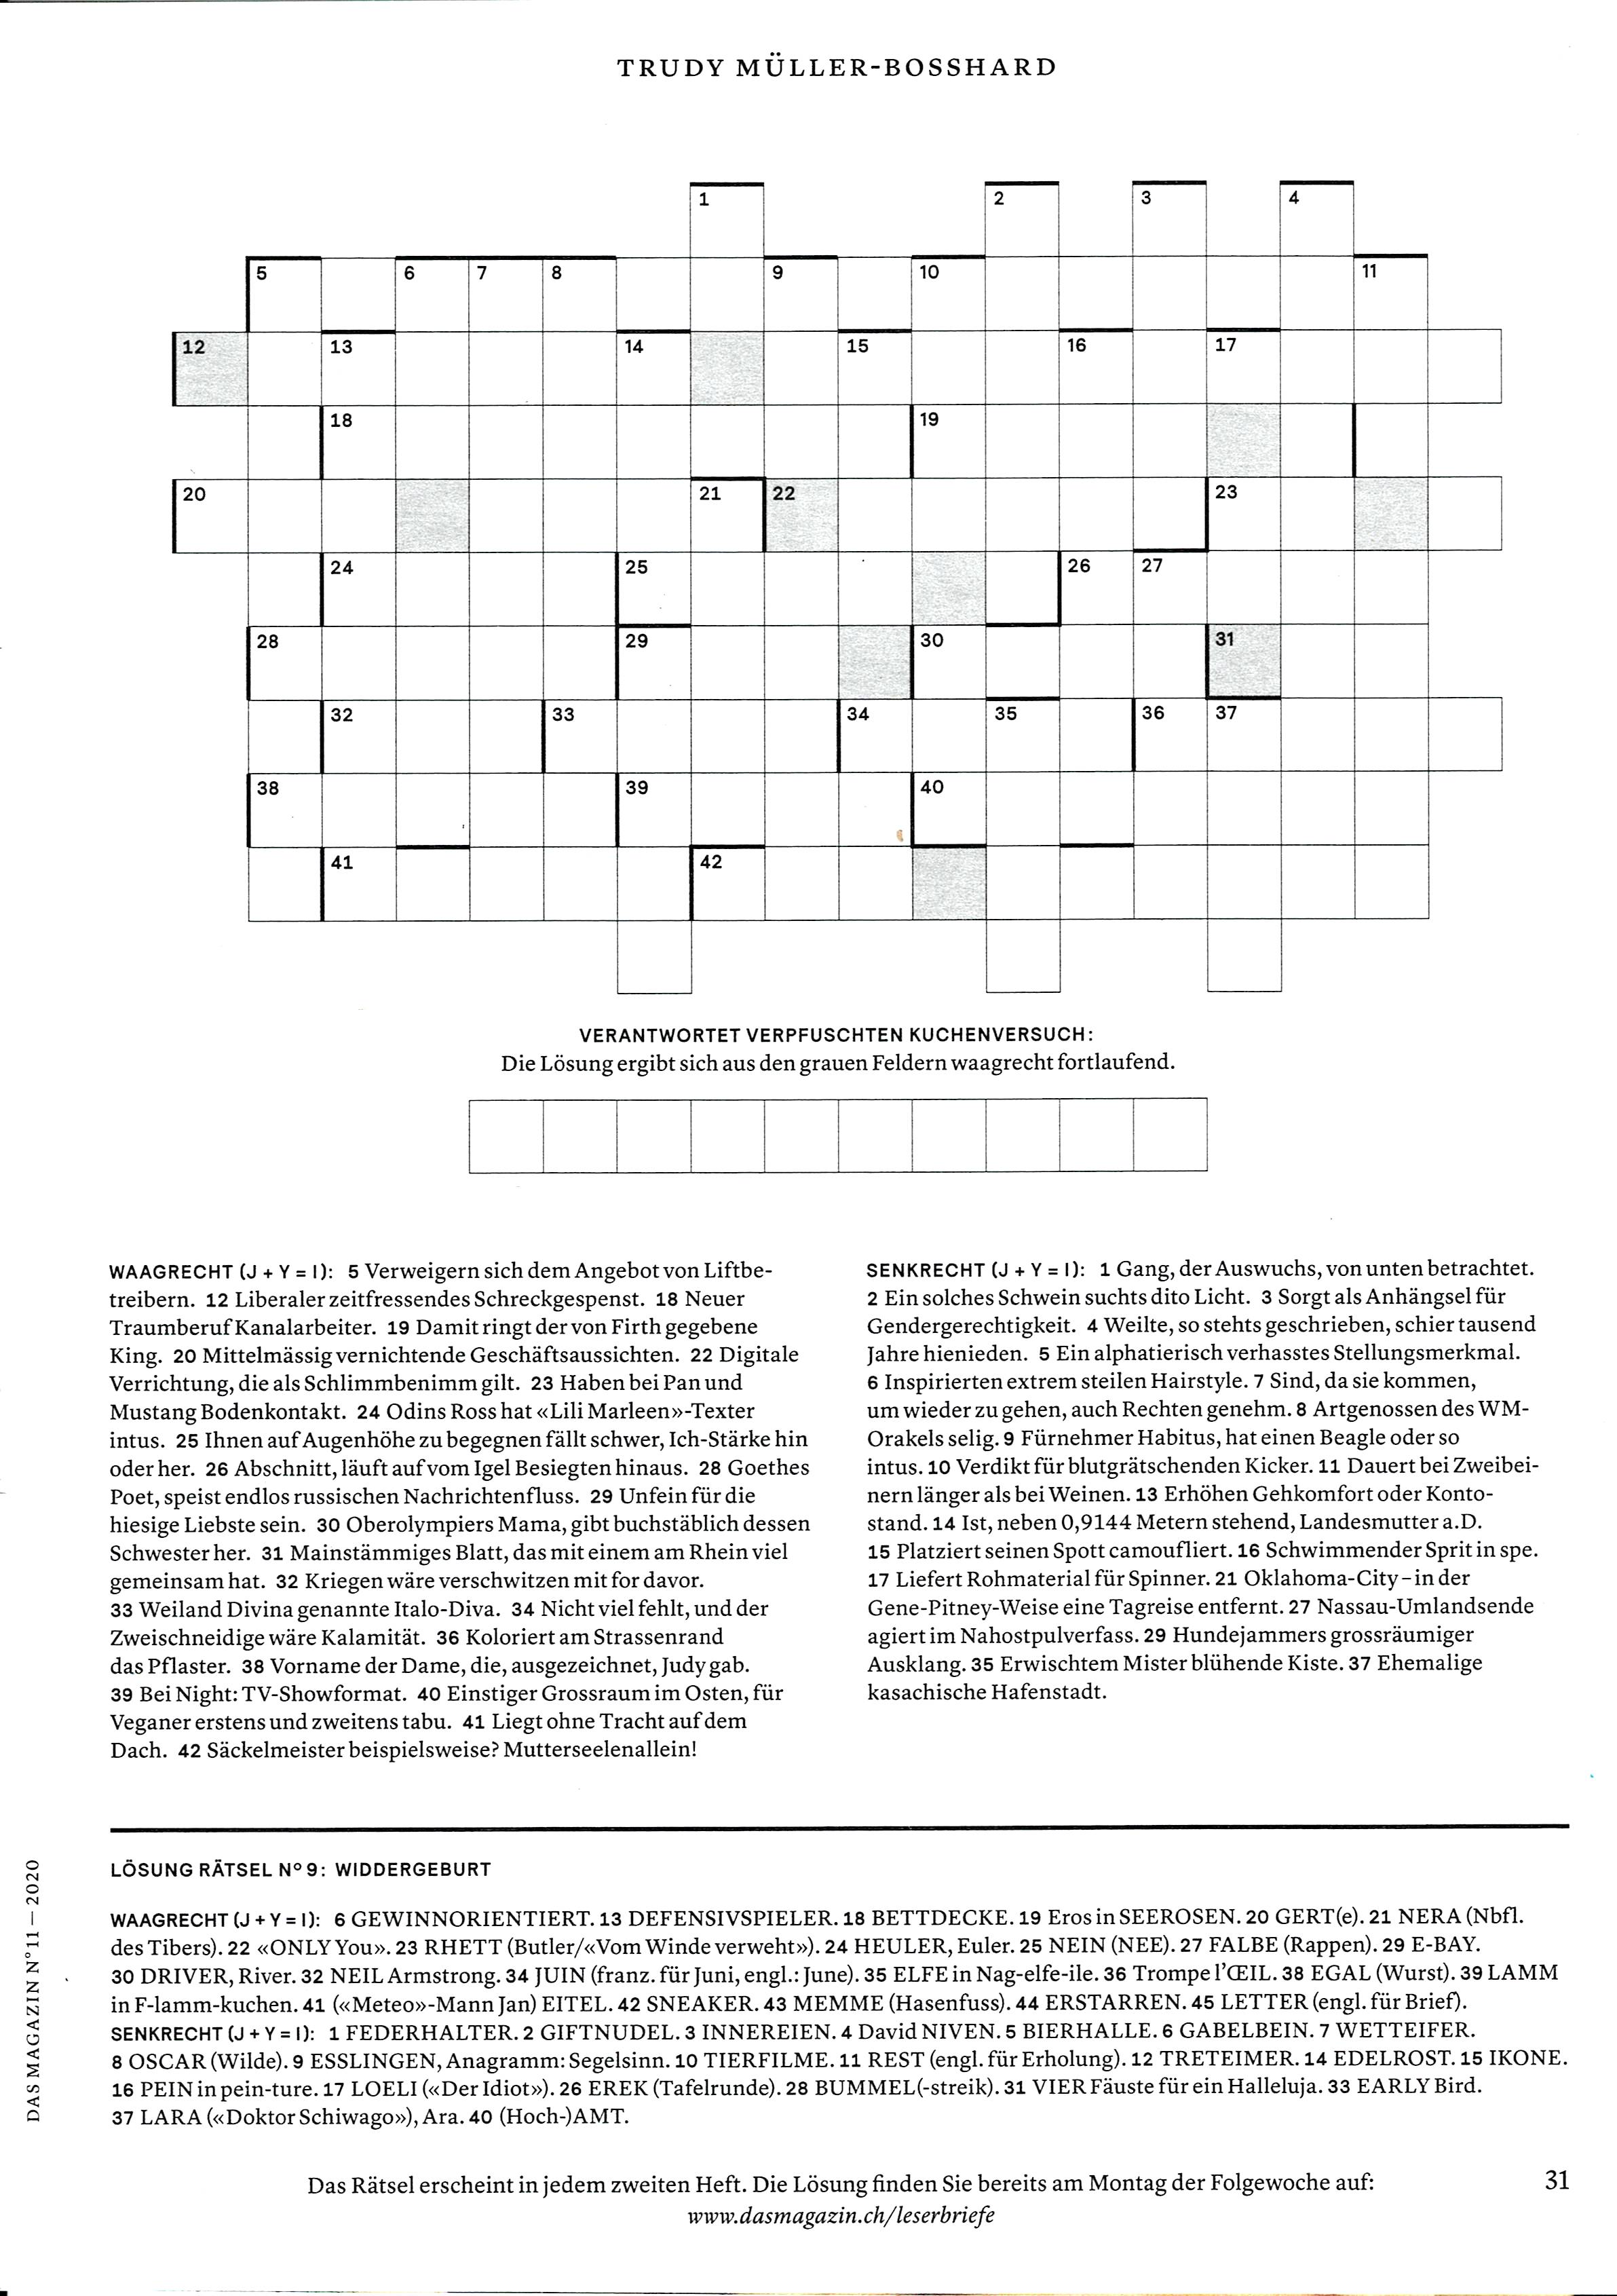 TRUDY MÜLLER-BOSSHARD
1 2 3 4
5 6 7 8 9 10 11
12 13 14 15 16 17
18 19
20 21 22 23
24 25 26 27
28 29 30 31
32 33 34 35 36 37
38 39 40
41 42
VERANTWORTET VERPFUSCHTEN KUCHENVERSUCH:
Die Lösung ergibt sich aus den grauen Feldern waagrecht fortlaufend.
WAAGRECHT (J + Y = I): 5 Verweigern sich dem Angebot von Liftbe-
treibern. 12 Liberaler zeitfressendes Schreckgespenst. 18 Neuer
Traumberuf Kanalarbeiter. 19 Damit ringt der von Firth gegebene
King. 20 Mittelmässig vernichtende Geschäftsaussichten. 22 Digitale
Verrichtung, die als Schlimmbenimm gilt. 23 Haben bei Pan und
Mustang Bodenkontakt. 24 Odins Ross hat «Lili Marleen»-Texter
intus. 25 Ihnen auf Augenhöhe zu begegnen fällt schwer, Ich-Stärke hin
oder her. 26 Abschnitt, läuft auf vom Igel Besiegten hinaus. 28 Goethes
Poet, speist endlos russischen Nachrichtenfluss. 29 Unfein für die
hiesige Liebste sein. 30 Oberolympiers Mama, gibt buchstäblich dessen
Schwester her. 31 Mainstämmiges Blatt, das mit einem am Rhein viel
gemeinsam hat. 32 Kriegen wäre verschwitzen mit for davor.
33 Weiland Divina genannte Italo-Diva. 34 Nicht viel fehlt, und der
Zweischneidige wäre Kalamität. 36 Koloriert am Strassenrand
das Pflaster. 38 Vorname der Dame, die, ausgezeichnet, Judy gab.
39 Bei Night: TV-Showformat. 40 Einstiger Grossraum im Osten, für
Veganer erstens und zweitens tabu. 41 Liegt ohne Tracht auf dem
Dach. 42 Säckelmeister beispielsweise? Mutterseelenallein!
SENKRECHT (J + Y = I): 1 Gang, der Auswuchs, von unten betrachtet.
2 Ein solches Schwein suchts dito Licht. 3 Sorgt als Anhängsel für
Gendergerechtigkeit. 4 Weilte, so stehts geschrieben, schier tausend
Jahre hienieden. 5 Ein alphatierisch verhasstes Stellungsmerkmal.
6 Inspirierten extrem steilen Hairstyle. 7 Sind, da sie kommen,
um wieder zu gehen, auch Rechten genehm. 8 Artgenossen des WM-
Orakels selig. 9 Fürnehmer Habitus, hat einen Beagle oder so
intus. 10 Verdikt für blutgrätschenden Kicker. 11 Dauert bei Zweibei-
nern länger als bei Weinen. 13 Erhöhen Gehkomfort oder Konto-
stand. 14 Ist, neben 0,9144 Metern stehend, Landesmutter a.D.
15 Platziert seinen Spott camoufliert. 16 Schwimmender Sprit in spe.
17 Liefert Rohmaterial für Spinner. 21 Oklahoma-City – in der
Gene-Pitney-Weise eine Tagreise entfernt. 27 Nassau-Umlandsende
agiert im Nahostpulverfass. 29 Hundejammers grossräumiger
Ausklang. 35 Erwischtem Mister blühende Kiste. 37 Ehemalige
kasachische Hafenstadt.
LÖSUNG RÄTSEL Nº 9: WIDDERGEBURT
WAAGRECHT (J + Y = I): 6 GEWINNORIENTIERT. 13 DEFENSIVSPIELER. 18 BETTDECKE. 19 Eros in SEEROSEN. 20 GERT(e). 21 NERA (Nbfl.
des Tibers). 22 «ONLY You». 23 RHETT (Butler/«Vom Winde verweht»). 24 HEULER, Euler. 25 NEIN (NEE). 27 FALBE (Rappen). 29 E-BAY.
30 DRIVER, River. 32 NEIL Armstrong. 34 JUIN (franz. für Juni, engl.: June). 35 ELFE in Nag-elfe-ile. 36 Trompe l'ŒIL. 38 EGAL (Wurst). 39 LAMM
in F-lamm-kuchen. 41 («Meteo»-Mann Jan) EITEL. 42 SNEAKER. 43 MEMME (Hasenfuss). 44 ERSTARREN. 45 LETTER (engl. für Brief).
SENKRECHT (J + Y = I): 1 FEDERHALTER. 2 GIFTNUDEL. 3 INNEREIEN. 4 David NIVEN. 5 BIERHALLE. 6 GABELBEIN. 7 WETTEIFER.
8 OSCAR (Wilde). 9 ESSLINGEN, Anagramm: Segelsinn. 10 TIERFILME. 11 REST (engl. für Erholung). 12 TRETEIMER. 14 EDELROST. 15 IKONE.
16 PEIN in pein-ture. 17 LOELI («Der Idiot»). 26 EREK (Tafelrunde). 28 BUMMEL(-streik). 31 VIER Fäuste für ein Halleluja. 33 EARLY Bird.
37 LARA («Doktor Schiwago»), Ara. 40 (Hoch-)AMT.
Das Rätsel erscheint in jedem zweiten Heft. Die Lösung finden Sie bereits am Montag der Folgewoche auf:
www.dasmagazin.ch/leserbriefe
31
DAS MAGAZIN Nº 11 — 2020